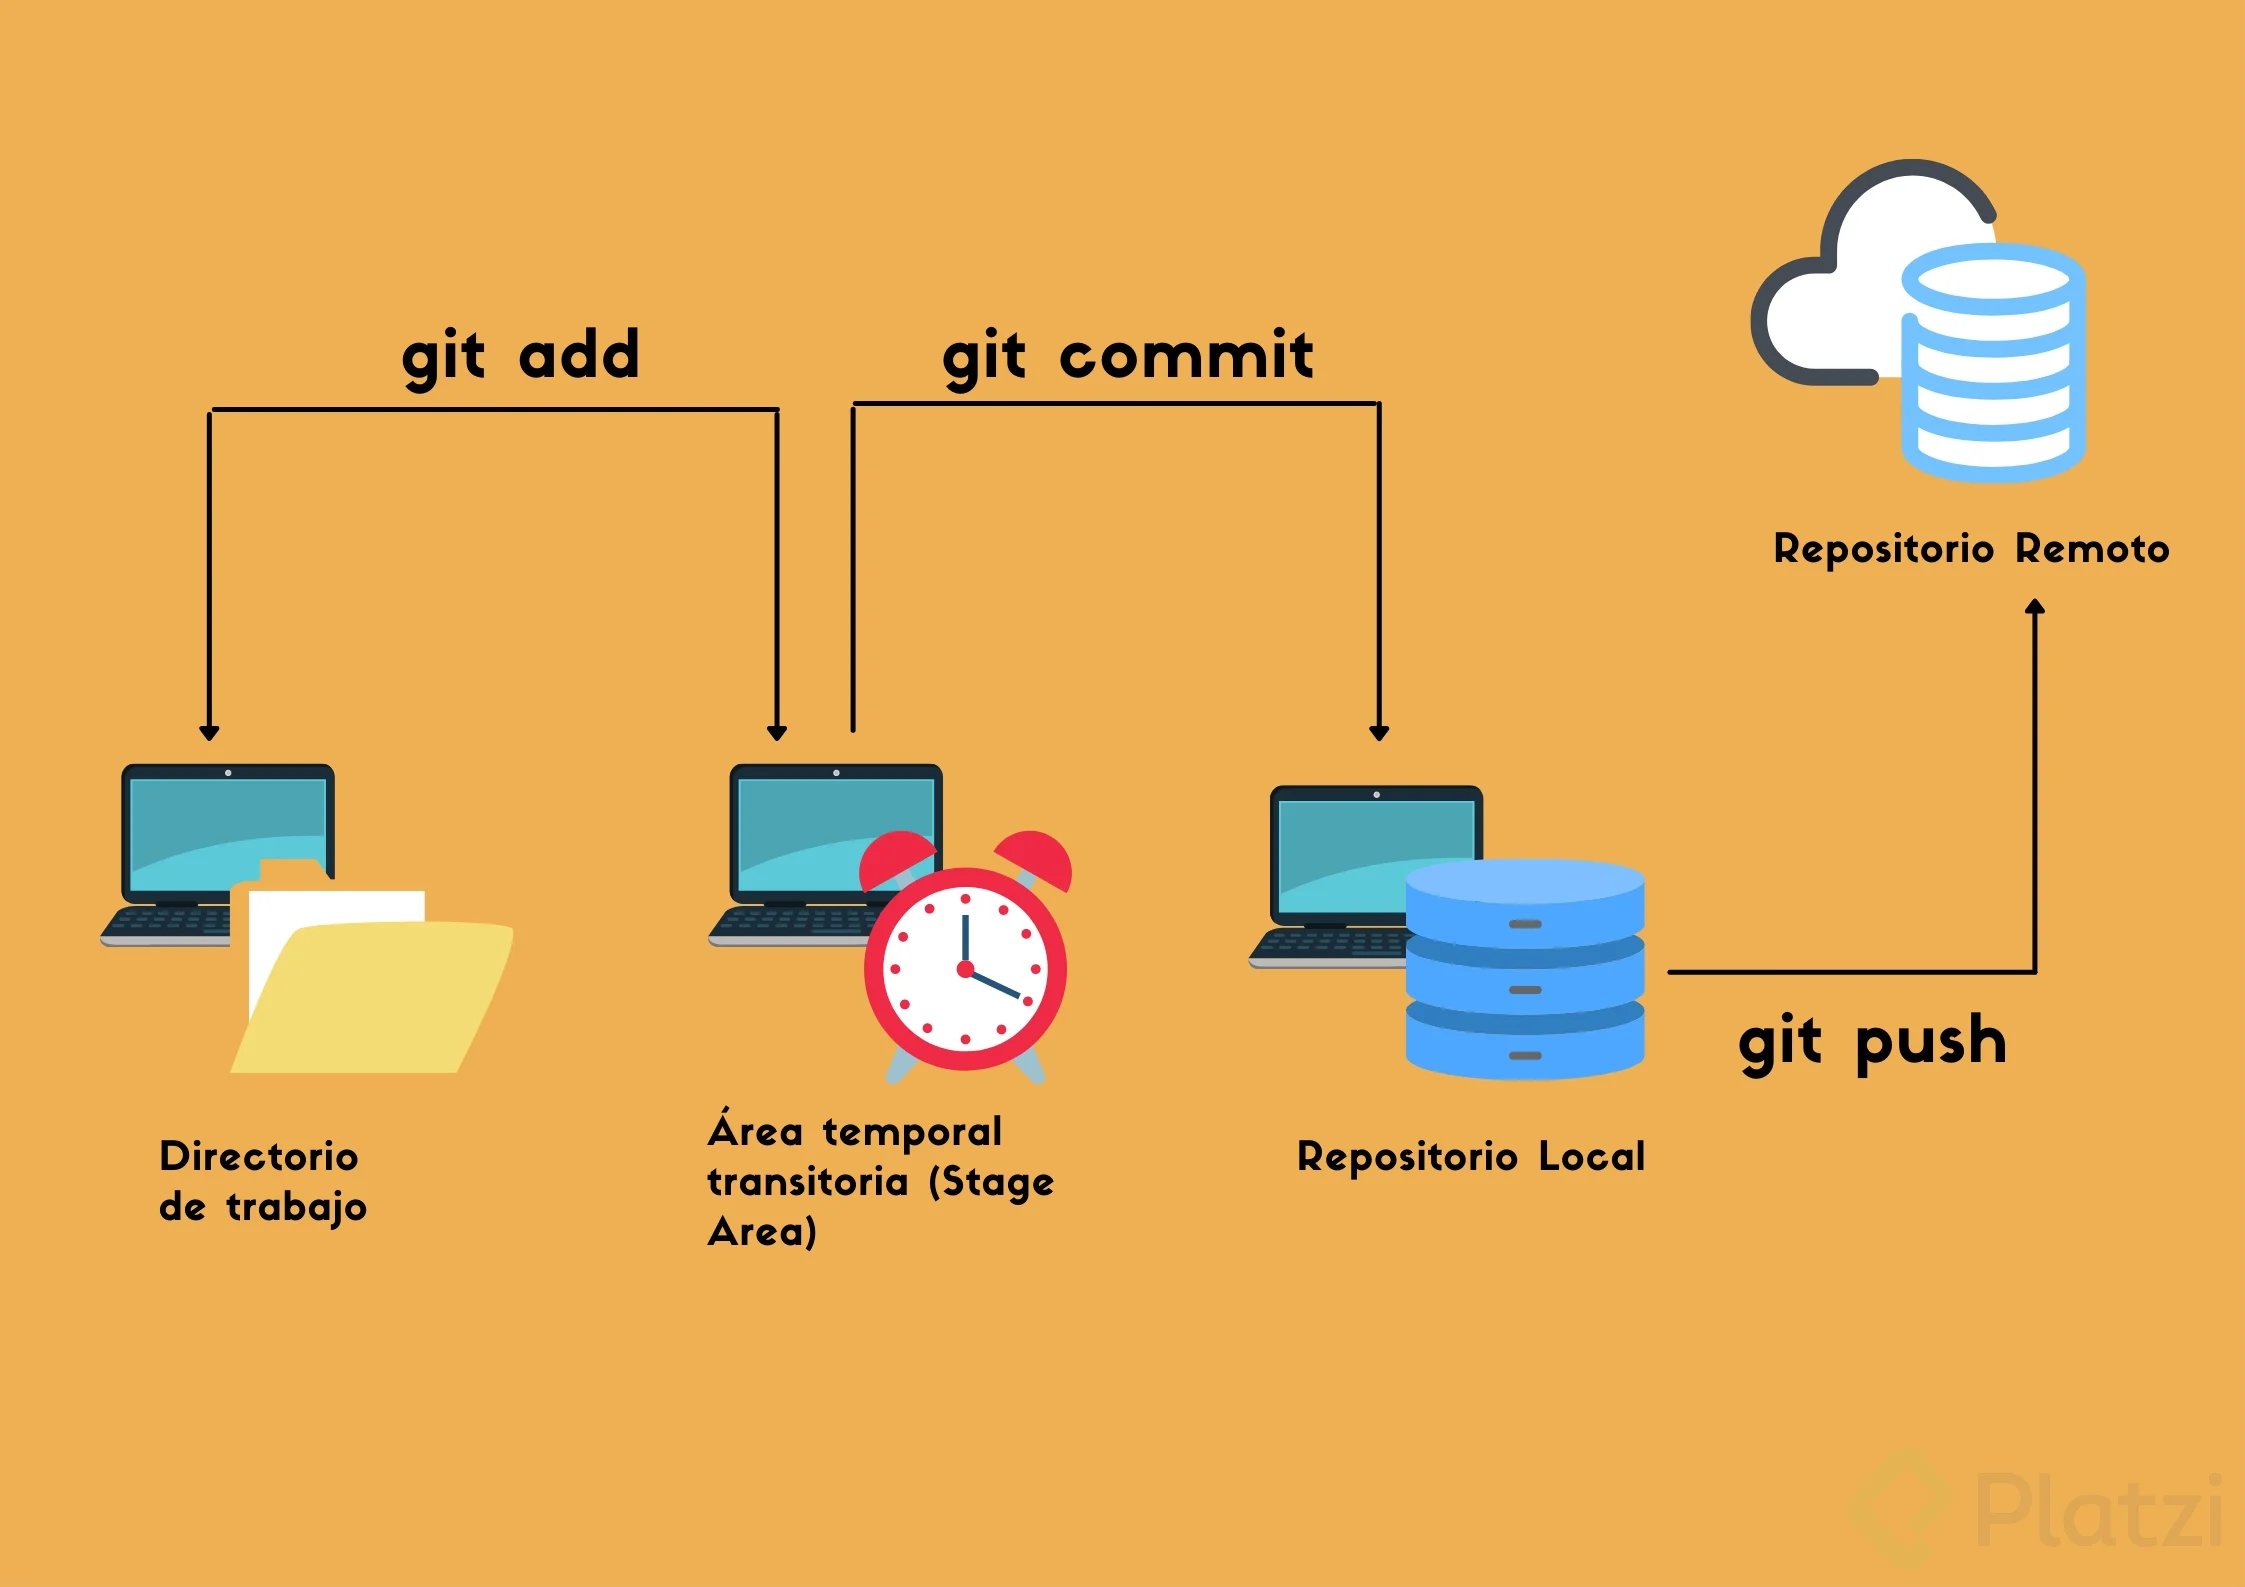 git add
git commit
Repositorio Remoto
git push
Directorio
de trabajo
Área temporal
transitoria (Stage
Area)
Repositorio Local
Platzi